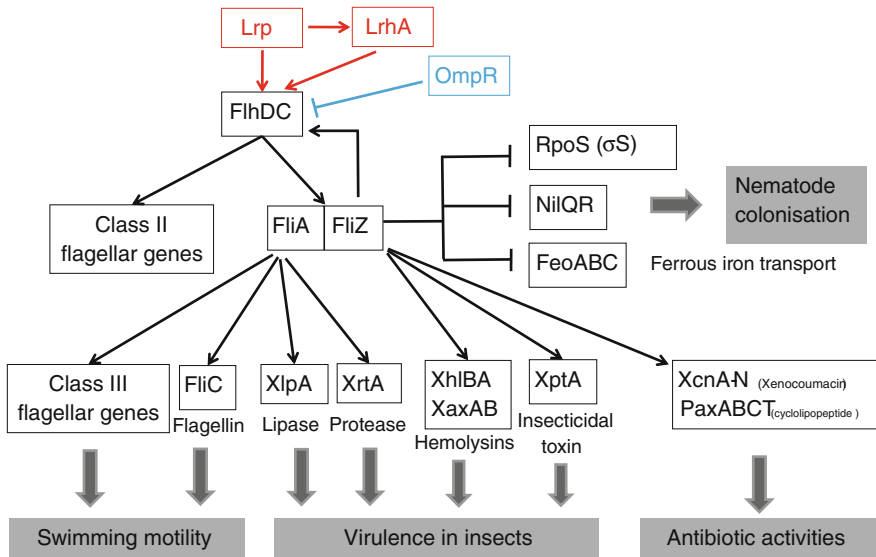 Lrp
LrhA
OmpR
FlhDC
RpoS (σS)
NilQR
FeoABC
Nematode
colonisation
Ferrous iron transport
Class II
flagellar genes
FliA
FliZ
Class III
flagellar genes
FliC
Flagellin
XlpA
Lipase
XrtA
Protease
XhlBA
XaxAB
Hemolysins
XptA
Insecticidal
toxin
XcnA-N (Xenocoumacin)
PaxABCT (cyclolipopeptide )
Swimming motility
Virulence in insects
Antibiotic activities